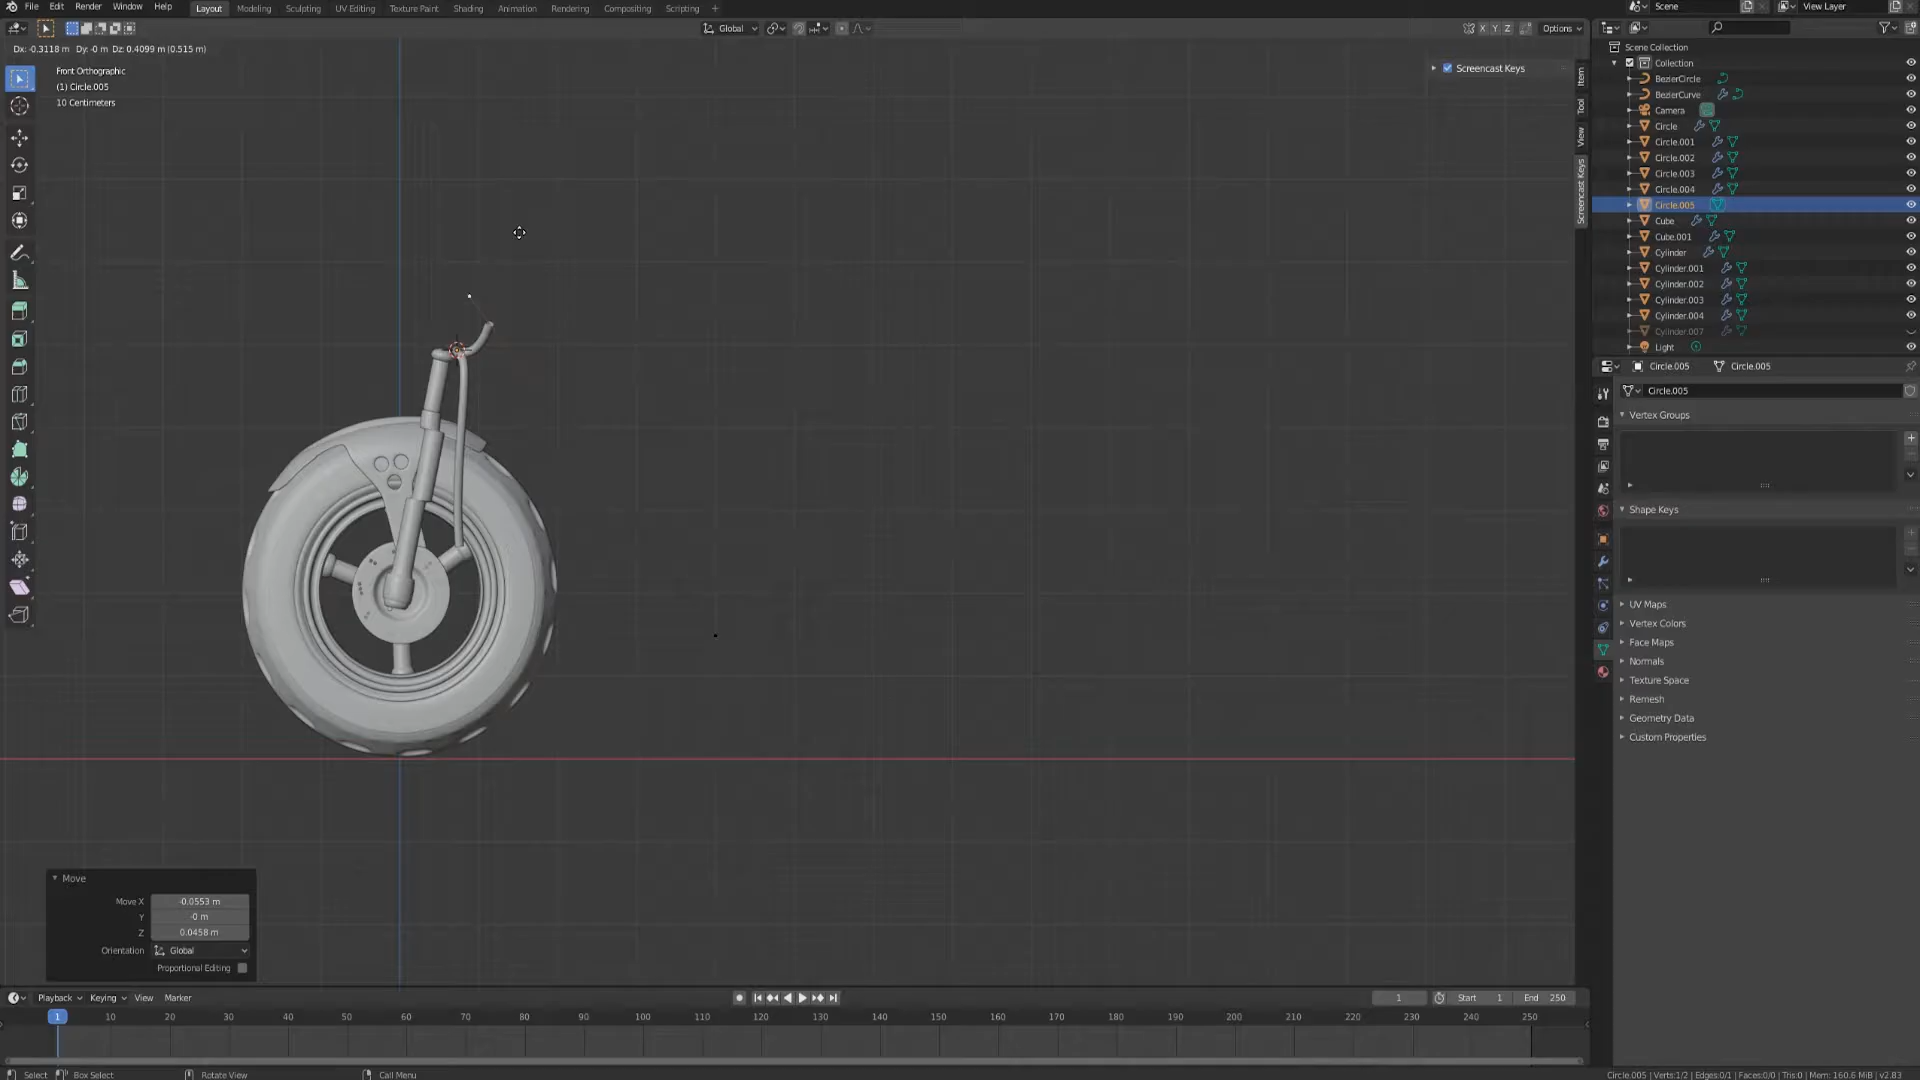 File Edit Render Window Help Layout Modeling Sculpting UV Editing Texture Paint Shading Animation Rendering Compositing Scripting +
Scene View Layer
Global X Y Z Options
Dx: -0.3118 m Dy: -0 m Dz: 0.4099 m (0.515 m)
Front Orthographic
(1) Circle.005
10 Centimeters
Screencast Keys
Item
Tool
View
Screencast Keys
Scene Collection
Collection
BezierCircle
BezierCurve
Camera
Circle
Circle.001
Circle.002
Circle.003
Circle.004
Circle.005
Cube
Cube.001
Cylinder
Cylinder.001
Cylinder.002
Cylinder.003
Cylinder.004
Cylinder.007
Light
Circle.005 Circle.005
Circle.005
Vertex Groups
Shape Keys
UV Maps
Vertex Colors
Face Maps
Normals
Texture Space
Remesh
Geometry Data
Custom Properties
Move
Move X -0.0553 m
Y -0 m
Z 0.0458 m
Orientation Global
Proportional Editing
Playback Keying View Marker 1 Start 1 End 250
1 10 20 30 40 50 60 70 80 90 100 110 120 130 140 150 160 170 180 190 200 210 220 230 240 250
Select Box Select Rotate View Call Menu
Circle.005 | Verts:1/2 | Edges:0/1 | Faces:0/0 | Tris:0 | Mem: 160.6 MiB | v2.83